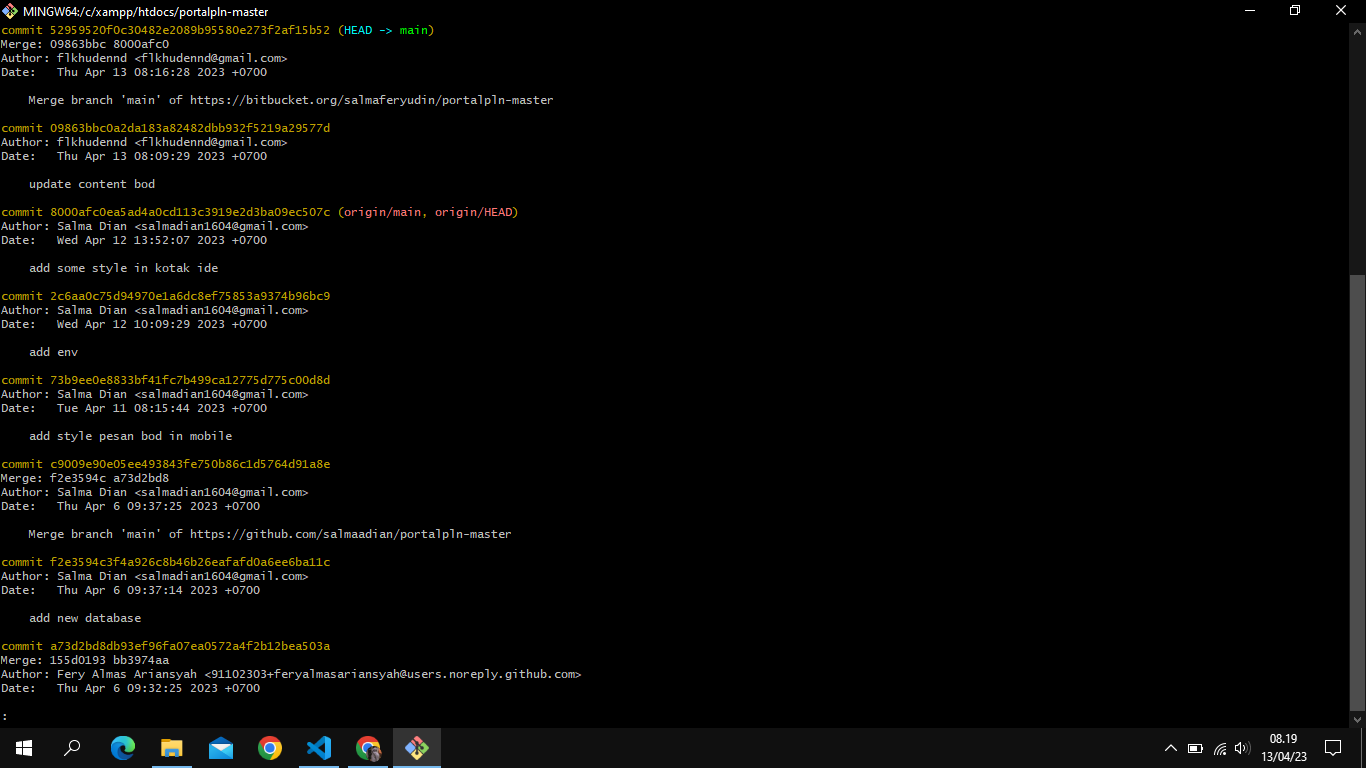 MINGW64:/c/xampp/htdocs/portalpln-master
commit 52959520f0c30482e2089b95580e273f2af15b52 (HEAD -> main)
Merge: 09863bbc 8000afc0
Author: flkhudennd <flkhudennd@gmail.com>
Date:   Thu Apr 13 08:16:28 2023 +0700
Merge branch 'main' of https://bitbucket.org/salmaferyudin/portalpln-master
commit 09863bbc0a2da183a82482dbb932f5219a29577d
Author: flkhudennd <flkhudennd@gmail.com>
Date:   Thu Apr 13 08:09:29 2023 +0700
update content bod
commit 8000afc0ea5ad4a0cd113c3919e2d3ba09ec507c (origin/main, origin/HEAD)
Author: Salma Dian <salmadian1604@gmail.com>
Date:   Wed Apr 12 13:52:07 2023 +0700
add some style in kotak ide
commit 2c6aa0c75d94970e1a6dc8ef75853a9374b96bc9
Author: Salma Dian <salmadian1604@gmail.com>
Date:   Wed Apr 12 10:09:29 2023 +0700
add env
commit 73b9ee0e8833bf41fc7b499ca12775d775c00d8d
Author: Salma Dian <salmadian1604@gmail.com>
Date:   Tue Apr 11 08:15:44 2023 +0700
add style pesan bod in mobile
commit c9009e90e05ee493843fe750b86c1d5764d91a8e
Merge: f2e3594c a73d2bd8
Author: Salma Dian <salmadian1604@gmail.com>
Date:   Thu Apr 6 09:37:25 2023 +0700
Merge branch 'main' of https://github.com/salmaadian/portalpln-master
commit f2e3594c3f4a926c8b46b26eafafd0a6ee6ba11c
Author: Salma Dian <salmadian1604@gmail.com>
Date:   Thu Apr 6 09:37:14 2023 +0700
add new database
commit a73d2bd8db93ef96fa07ea0572a4f2b12bea503a
Merge: 155d0193 bb3974aa
Author: Fery Almas Ariansyah <91102303+feryalmasariansyah@users.noreply.github.com>
Date:   Thu Apr 6 09:32:25 2023 +0700
:
08.19
13/04/23